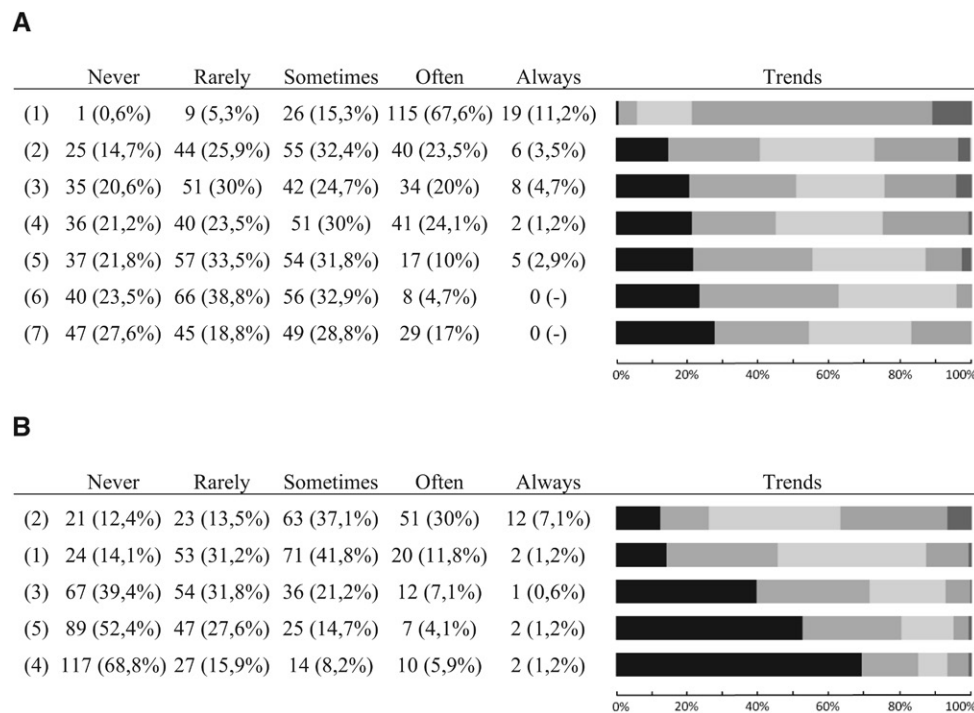 A
Never Rarely Sometimes Often Always Trends
(1) 1 (0,6%) 9 (5,3%) 26 (15,3%) 115 (67,6%) 19 (11,2%)
(2) 25 (14,7%) 44 (25,9%) 55 (32,4%) 40 (23,5%) 6 (3,5%)
(3) 35 (20,6%) 51 (30%) 42 (24,7%) 34 (20%) 8 (4,7%)
(4) 36 (21,2%) 40 (23,5%) 51 (30%) 41 (24,1%) 2 (1,2%)
(5) 37 (21,8%) 57 (33,5%) 54 (31,8%) 17 (10%) 5 (2,9%)
(6) 40 (23,5%) 66 (38,8%) 56 (32,9%) 8 (4,7%) 0 (-)
(7) 47 (27,6%) 45 (18,8%) 49 (28,8%) 29 (17%) 0 (-)
0% 20% 40% 60% 80% 100%
B
Never Rarely Sometimes Often Always Trends
(2) 21 (12,4%) 23 (13,5%) 63 (37,1%) 51 (30%) 12 (7,1%)
(1) 24 (14,1%) 53 (31,2%) 71 (41,8%) 20 (11,8%) 2 (1,2%)
(3) 67 (39,4%) 54 (31,8%) 36 (21,2%) 12 (7,1%) 1 (0,6%)
(5) 89 (52,4%) 47 (27,6%) 25 (14,7%) 7 (4,1%) 2 (1,2%)
(4) 117 (68,8%) 27 (15,9%) 14 (8,2%) 10 (5,9%) 2 (1,2%)
0% 20% 40% 60% 80% 100%